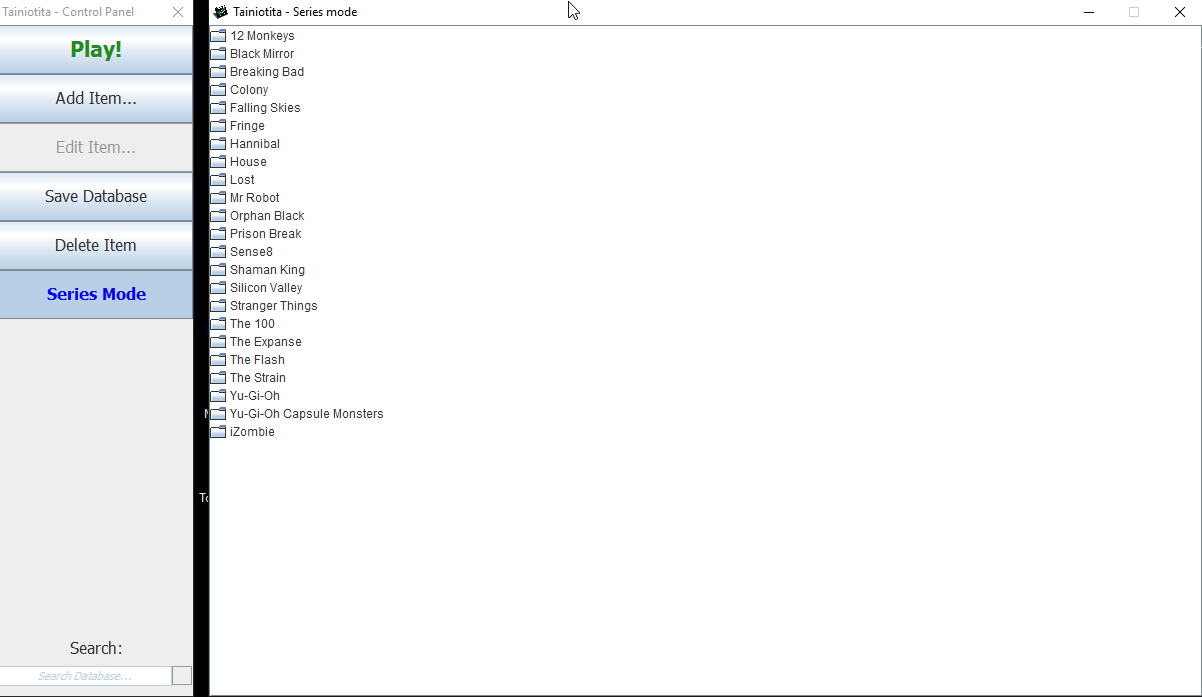 Tainiotita - Control Panel
Play!
Add Item...
Edit Item...
Save Database
Delete Item
Series Mode
Search:
Search Database...
Tainiotita - Series mode
12 Monkeys
Black Mirror
Breaking Bad
Colony
Falling Skies
Fringe
Hannibal
House
Lost
Mr Robot
Orphan Black
Prison Break
Sense8
Shaman King
Silicon Valley
Stranger Things
The 100
The Expanse
The Flash
The Strain
Yu-Gi-Oh
Yu-Gi-Oh Capsule Monsters
iZombie